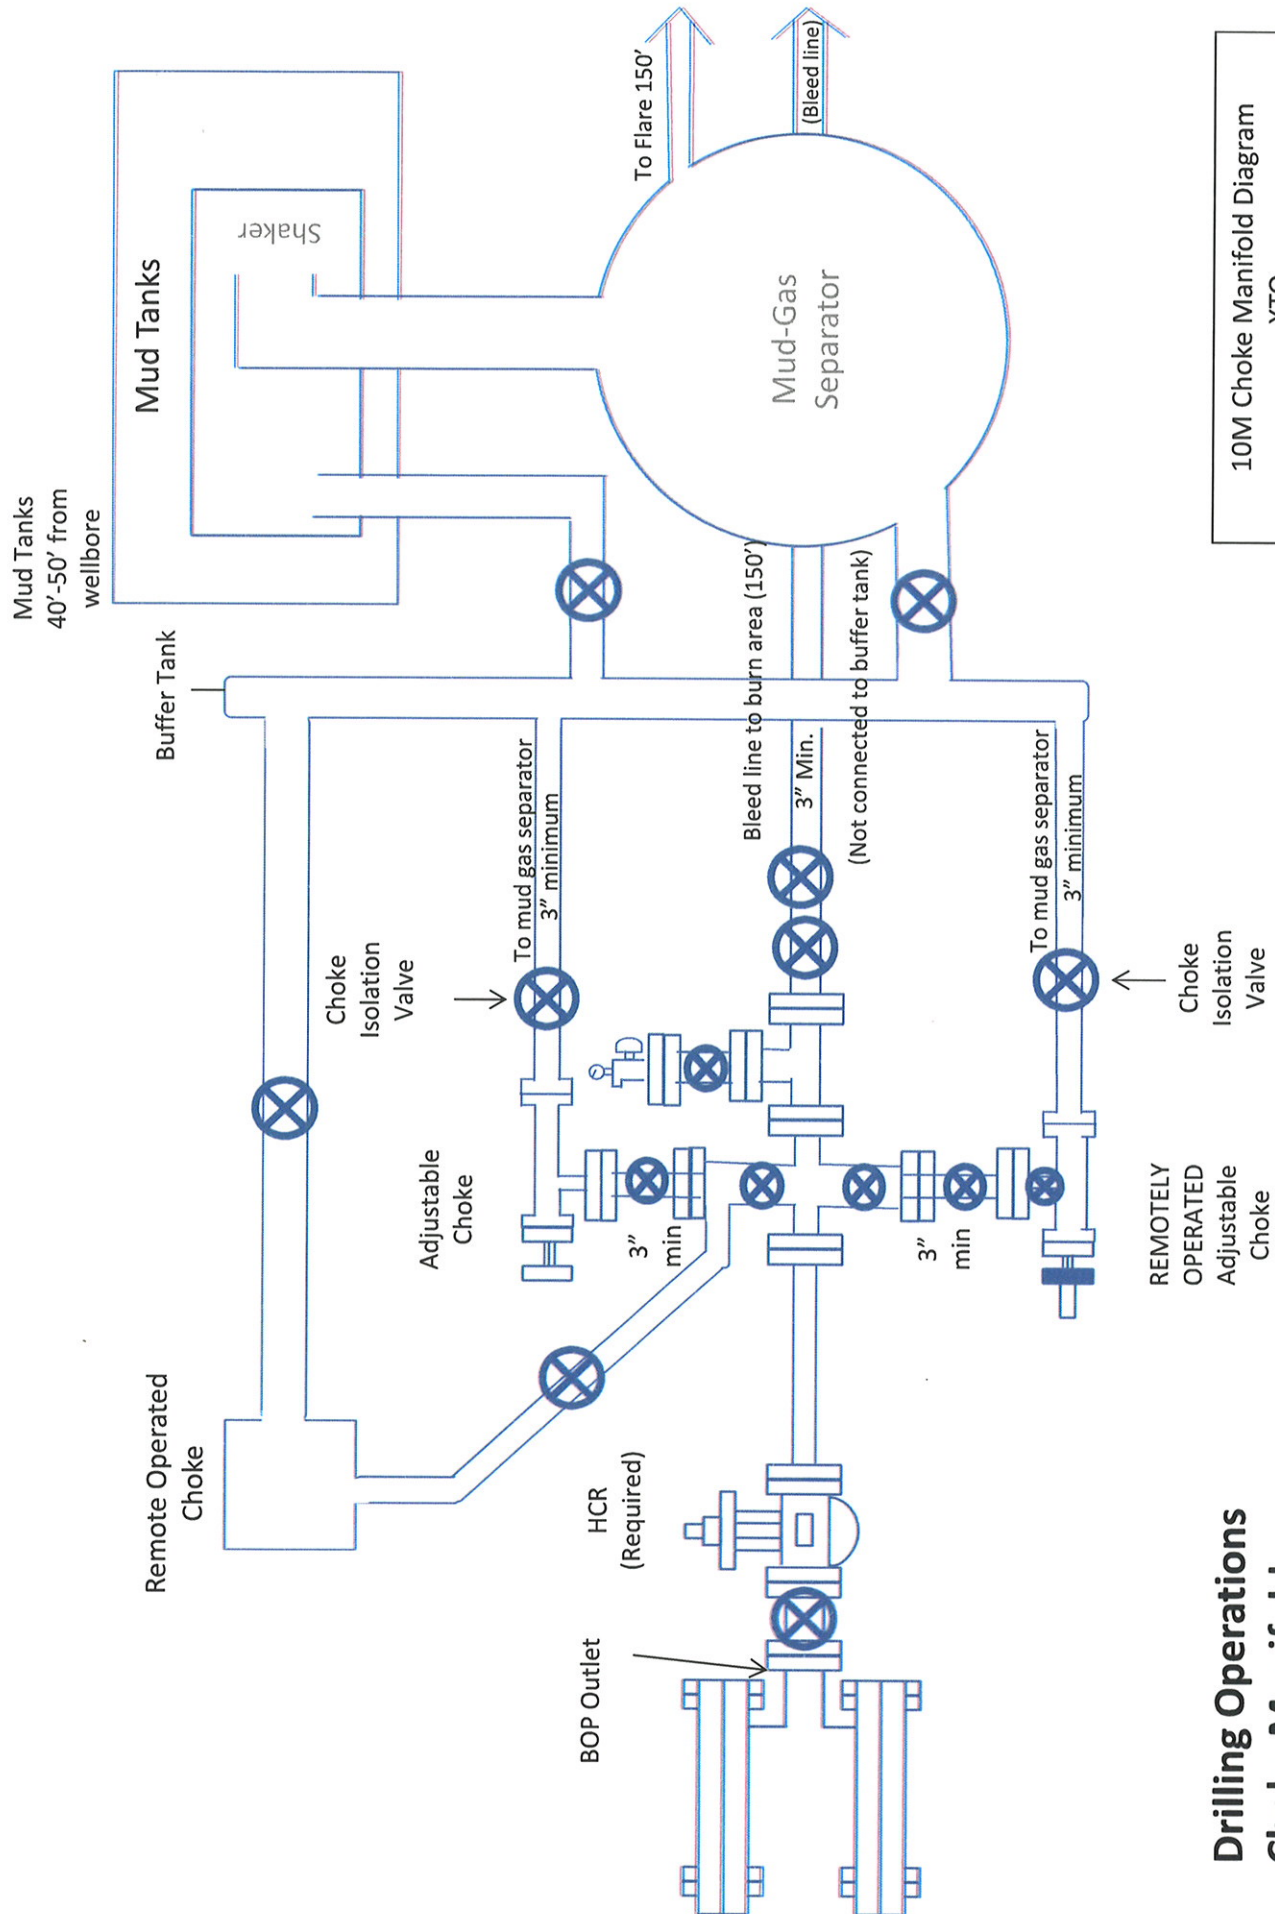 Mud Tanks
40’-50’ from
wellbore
Mud Tanks
Shaker
To Flare 150’
(Bleed line)
Mud-Gas
Separator
Buffer Tank
Bleed line to burn area (150’)
3” Min.
(Not connected to buffer tank)
To mud gas separator
3” minimum
To mud gas separator
3” minimum
Choke
Isolation
Valve
Choke
Isolation
Valve
Adjustable
Choke
3”
min
3”
min
REMOTELY
OPERATED
Adjustable
Choke
Remote Operated
Choke
HCR
(Required)
BOP Outlet
10M Choke Manifold Diagram
XTO
Drilling Operations